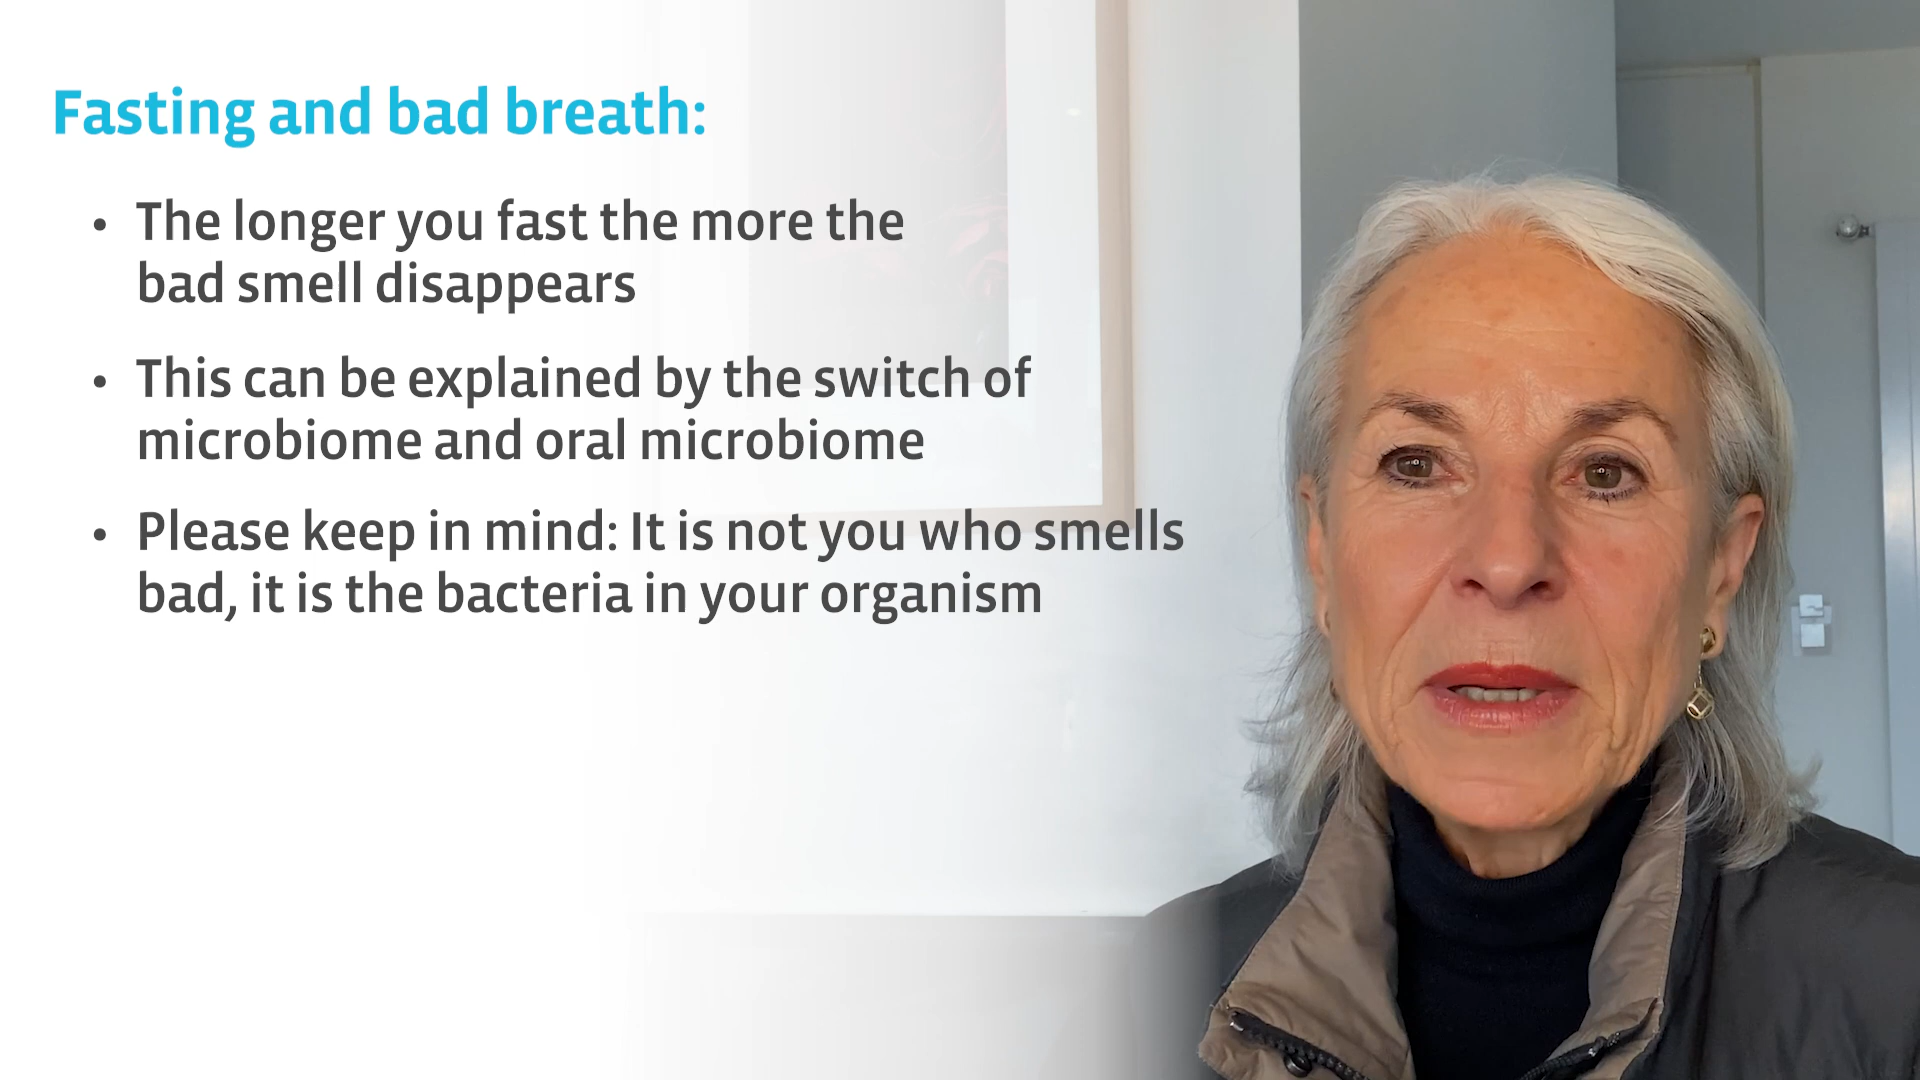 Fasting and bad breath:
• The longer you fast the more the
bad smell disappears
• This can be explained by the switch of
microbiome and oral microbiome
• Please keep in mind: It is not you who smells
bad, it is the bacteria in your organism